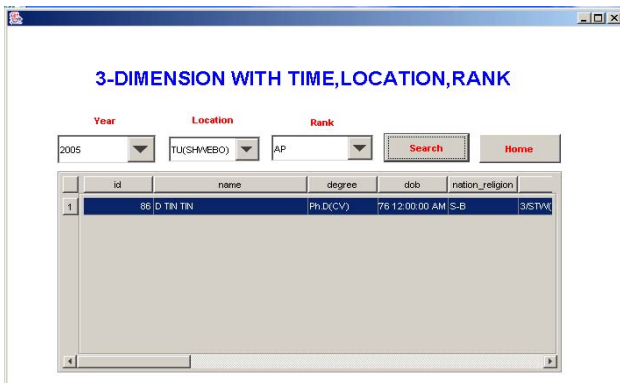 3-DIMENSION WITH TIME,LOCATION,RANK
Year Location Rank
2005 TU(SHWEBO) AP Search Home
id name degree dob nation_religion
1 86 D TIN TIN Ph.D(CV) 76 12:00:00 AM S-B 3/STW(